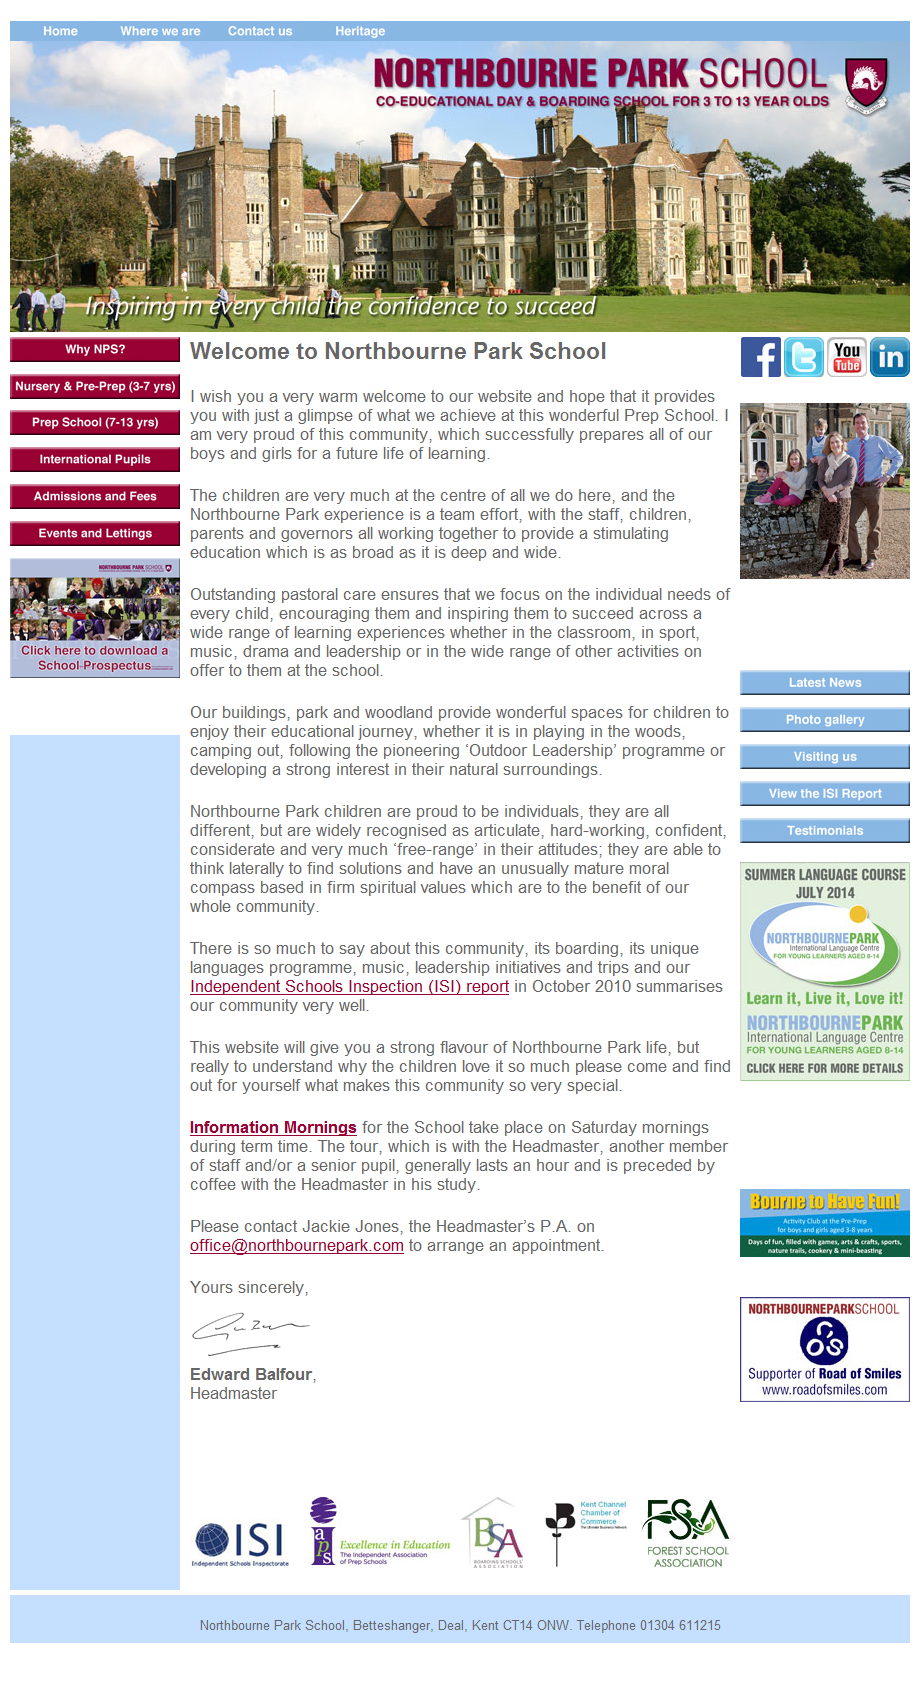 Home Where we are Contact us Heritage
NORTHBOURNE PARK SCHOOL
CO-EDUCATIONAL DAY & BOARDING SCHOOL FOR 3 TO 13 YEAR OLDS
Inspiring in every child the confidence to succeed
Why NPS?
Nursery & Pre-Prep (3-7 yrs)
Prep School (7-13 yrs)
International Pupils
Admissions and Fees
Events and Lettings
NORTHBOURNE PARK SCHOOL
Click here to download a
School Prospectus
Welcome to Northbourne Park School
I wish you a very warm welcome to our website and hope that it provides
you with just a glimpse of what we achieve at this wonderful Prep School. I
am very proud of this community, which successfully prepares all of our
boys and girls for a future life of learning.
The children are very much at the centre of all we do here, and the
Northbourne Park experience is a team effort, with the staff, children,
parents and governors all working together to provide a stimulating
education which is as broad as it is deep and wide.
Outstanding pastoral care ensures that we focus on the individual needs of
every child, encouraging them and inspiring them to succeed across a
wide range of learning experiences whether in the classroom, in sport,
music, drama and leadership or in the wide range of other activities on
offer to them at the school.
Our buildings, park and woodland provide wonderful spaces for children to
enjoy their educational journey, whether it is in playing in the woods,
camping out, following the pioneering ‘Outdoor Leadership’ programme or
developing a strong interest in their natural surroundings.
Northbourne Park children are proud to be individuals, they are all
different, but are widely recognised as articulate, hard-working, confident,
considerate and very much ‘free-range’ in their attitudes; they are able to
think laterally to find solutions and have an unusually mature moral
compass based in firm spiritual values which are to the benefit of our
whole community.
There is so much to say about this community, its boarding, its unique
languages programme, music, leadership initiatives and trips and our
Independent Schools Inspection (ISI) report in October 2010 summarises
our community very well.
This website will give you a strong flavour of Northbourne Park life, but
really to understand why the children love it so much please come and find
out for yourself what makes this community so very special.
Information Mornings for the School take place on Saturday mornings
during term time. The tour, which is with the Headmaster, another member
of staff and/or a senior pupil, generally lasts an hour and is preceded by
coffee with the Headmaster in his study.
Please contact Jackie Jones, the Headmaster’s P.A. on
office@northbournepark.com to arrange an appointment.
Yours sincerely,
Edward Balfour,
Headmaster
f
t
You
Tube
in
Latest News
Photo gallery
Visiting us
View the ISI Report
Testimonials
SUMMER LANGUAGE COURSE
JULY 2014
NORTHBOURNEPARK
International Language Centre
FOR YOUNG LEARNERS AGED 8-14
Learn it, Live it, Love it!
NORTHBOURNEPARK
International Language Centre
FOR YOUNG LEARNERS AGED 8-14
CLICK HERE FOR MORE DETAILS
Bourne to Have Fun!
Activity Club at the Pre-Prep
for boys and girls aged 3-8 years
Days of fun, filled with games, arts & crafts, sports,
nature trails, cookery & mini-beasting
NORTHBOURNEPARKSCHOOL
ros
Supporter of Road of Smiles
www.roadofsmiles.com
ISI
Independent Schools Inspectorate
aps
Excellence in Education
The Independent Association
of Prep Schools
BSA
BOARDING SCHOOLS'
ASSOCIATION
Kent Channel
Chamber of
Commerce
The Ultimate Business Network
FSA
FOREST SCHOOL
ASSOCIATION
Northbourne Park School, Betteshanger, Deal, Kent CT14 ONW. Telephone 01304 611215